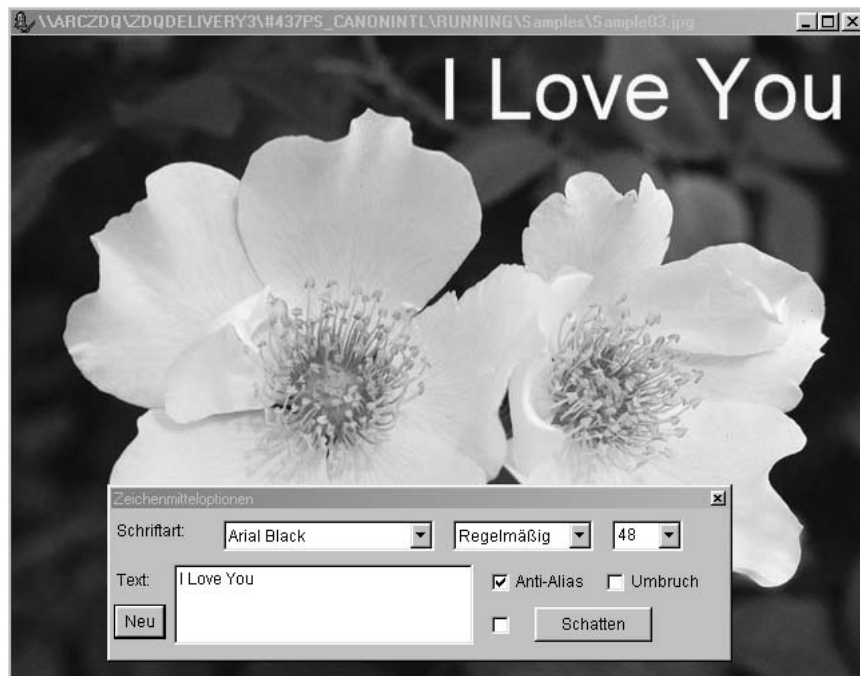 \\ARCZDQ\ZDQDELIVERY3\#437PS_CANONINTL\RUNNING\Samples\Sample03.jpg
I Love You
Zeichenmitteloptionen
Schriftart: Arial Black Regelmäßig 48
Text: I Love You Anti-Alias Umbruch
Neu Schatten